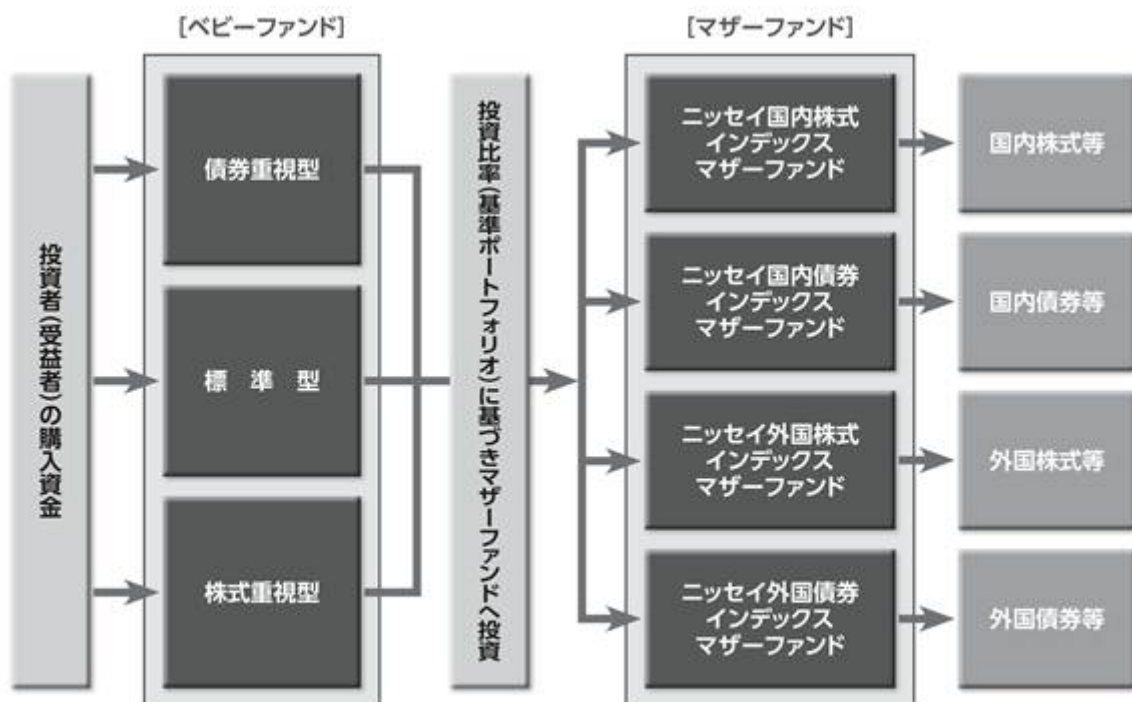 [ベビーファンド]
[マザーファンド]
投資者(受益者)の購入資金
債券重視型
標 準 型
株式重視型
投資比率(基準ポートフォリオ)に基づきマザーファンドへ投資
ニッセイ国内株式
インデックス
マザーファンド
国内株式等
ニッセイ国内債券
インデックス
マザーファンド
国内債券等
ニッセイ外国株式
インデックス
マザーファンド
外国株式等
ニッセイ外国債券
インデックス
マザーファンド
外国債券等